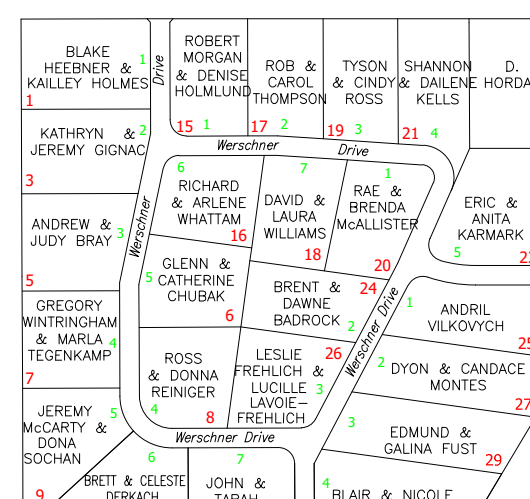 BLAKE
HEEBNER &
KAILLEY HOLMES
1
1
Drive
ROBERT
MORGAN
& DENISE
HOLMLUND
15
1
ROB &
CAROL
THOMPSON
17
2
TYSON
& CINDY
ROSS
19
3
SHANNON
& DAILENE
KELLS
21
4
D.
HORDA
KATHRYN &
JEREMY GIGNAC
2
3
Werschner
Drive
ANDREW &
JUDY BRAY
3
5
Werschner
6
RICHARD
& ARLENE
WHATTAM
16
7
DAVID &
LAURA
WILLIAMS
18
1
RAE &
BRENDA
McALLISTER
20
ERIC &
ANITA
KARMARK
5
23
GREGORY
WINTRINGHAM
& MARLA
TEGENKAMP
4
7
5
GLENN &
CATHERINE
CHUBAK
6
BRENT &
DAWNE
BADROCK
24
2
Werschner Drive
1
ANDRIL
VILKOVYCH
25
ROSS
& DONNA
REINIGER
4
8
LESLIE
FREHLICH &
LUCILLE
LAVOIE-
FREHLICH
26
3
2
DYON & CANDACE
MONTES
27
JEREMY
McCARTY &
DONA
SOCHAN
5
9
Werschner Drive
3
EDMUND &
GALINA FUST
29
6
BRETT & CELESTE
DERKACH
7
JOHN &
TARAH
4
BLAIR & NICOLE